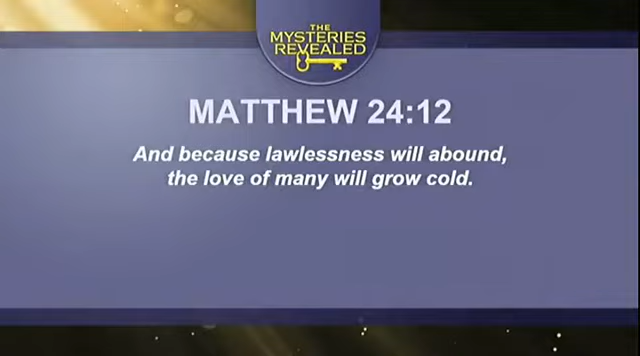 THE
MYSTERIES
REVEALED
MATTHEW 24:12
And because lawlessness will abound,
the love of many will grow cold.